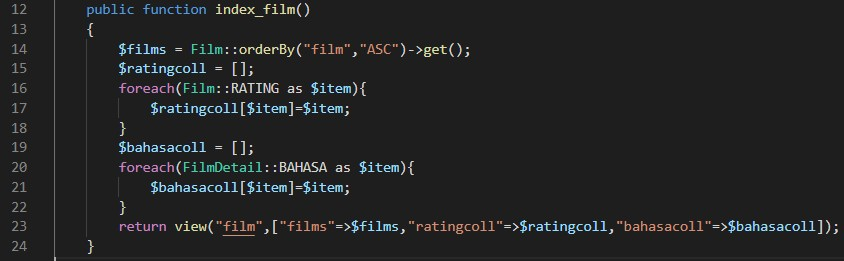 12 public function index_film()
13 {
14 $films = Film::orderBy("film","ASC")->get();
15 $ratingcoll = [];
16 foreach(Film::RATING as $item){
17 $ratingcoll[$item]=$item;
18 }
19 $bahasacoll = [];
20 foreach(FilmDetail::BAHASA as $item){
21 $bahasacoll[$item]=$item;
22 }
23 return view("film",["films"=>$films,"ratingcoll"=>$ratingcoll,"bahasacoll"=>$bahasacoll]);
24 }